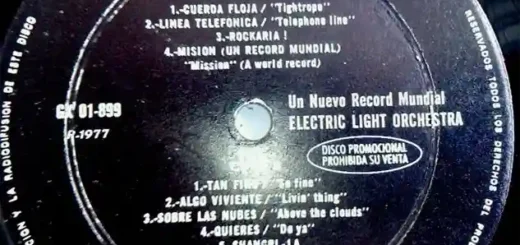 1.-CUERDA FLOJA / "Tightrope"
2.-LINEA TELEFONICA / "Telephone line"
3.-ROCKARIA !
4.-MISION (UN RECORD MUNDIAL)
"Mission" (A world record)
GX 01-899
R-1977
Un Nuevo Record Mundial
ELECTRIC LIGHT ORCHESTRA
DISCO PROMOCIONAL
PROHIBIDA SU VENTA
1.-TAN FINO / "So fine"
2.-ALGO VIVIENTE / "Livin' thing"
3.-SOBRE LAS NUBES / "Above the clouds"
4.-QUIERES / "Do ya"
5.-SHANGRI-LA
RESERVADOS TODOS LOS DERECHOS DEL
Y LA RADIODIFUSION DE ESTE DISCO